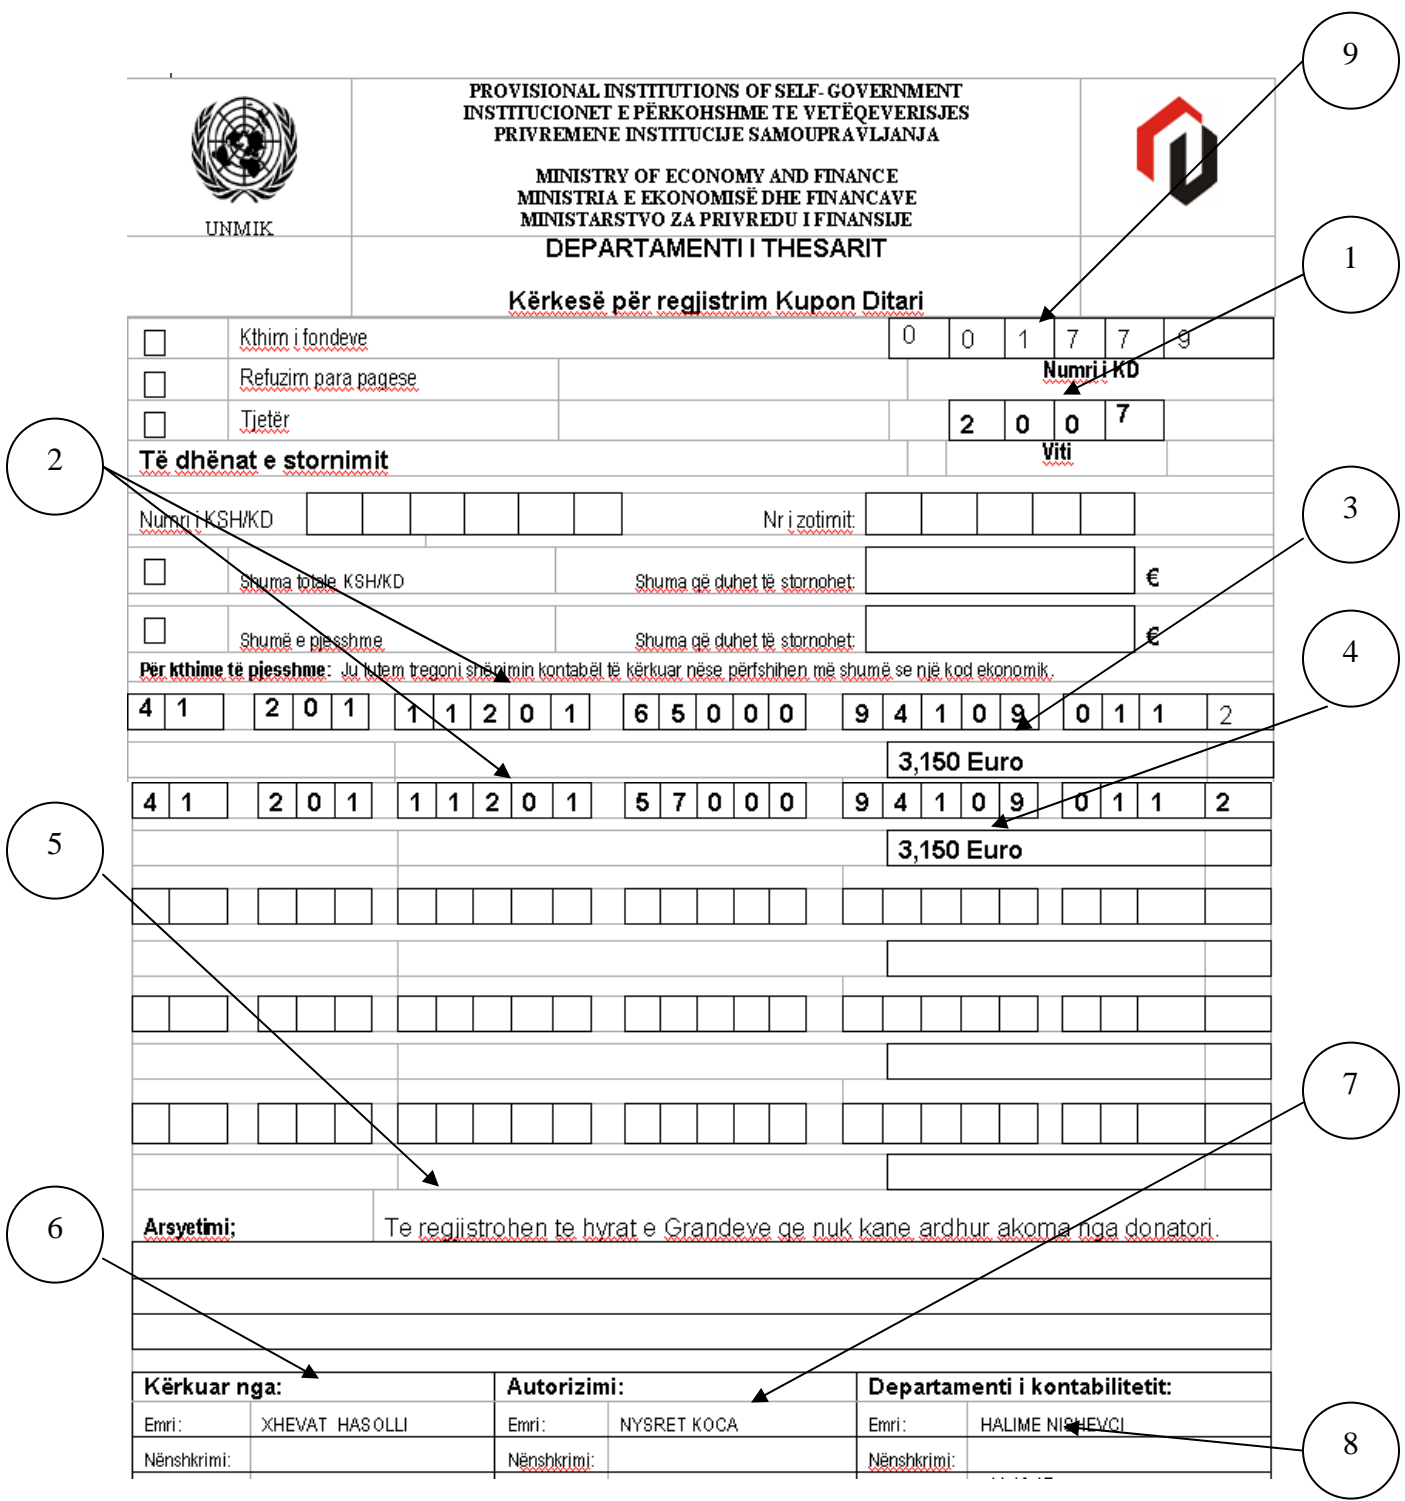 9
PROVISIONAL INSTITUTIONS OF SELF-GOVERNMENT
INSTITUCIONET E PËRKOHSHME TE VETËQEVERISJES
PRIVREMENE INSTITUCIJE SAMOUPRAVLJANJA
MINISTRY OF ECONOMY AND FINANCE
MINISTRIA E EKONOMISË DHE FINANCAVE
MINISTARSTVO ZA PRIVREDU I FINANSIJE
UNMIK
DEPARTAMENTI I THESARIT
1
Kërkesë për regjistrim Kupon Ditari
Kthim i fondeve 0 0 1 7 7 9
Refuzim para pagese Numri i KD
Tjetër 2 0 0 7
2
Të dhënat e stornimit Viti
3
Numri i KSH/KD Nr i zotimit:
Shuma totale KSH/KD Shuma që duhet të stornohet: €
Shumë e pjesshme Shuma që duhet të stornohet: €
4
Për kthime të pjesshme: Ju lutem tregoni shënimin kontabël të kërkuar nëse përfshihen më shumë se një kod ekonomik.
4 1 2 0 1 1 1 2 0 1 6 5 0 0 0 9 4 1 0 9 0 1 1 2
3,150 Euro
4 1 2 0 1 1 1 2 0 1 5 7 0 0 0 9 4 1 0 9 0 1 1 2
5
3,150 Euro
7
6
Arsyetimi; Te regjistrohen te hyrat e Grandeve qe nuk kane ardhur akoma nga donatori.
Kërkuar nga: Autorizimi: Departamenti i kontabilitetit:
Emri: XHEVAT HASOLLI Emri: NYSRET KOCA Emri: HALIME NISHEVCI
8
Nënshkrimi: Nënshkrimi: Nënshkrimi: